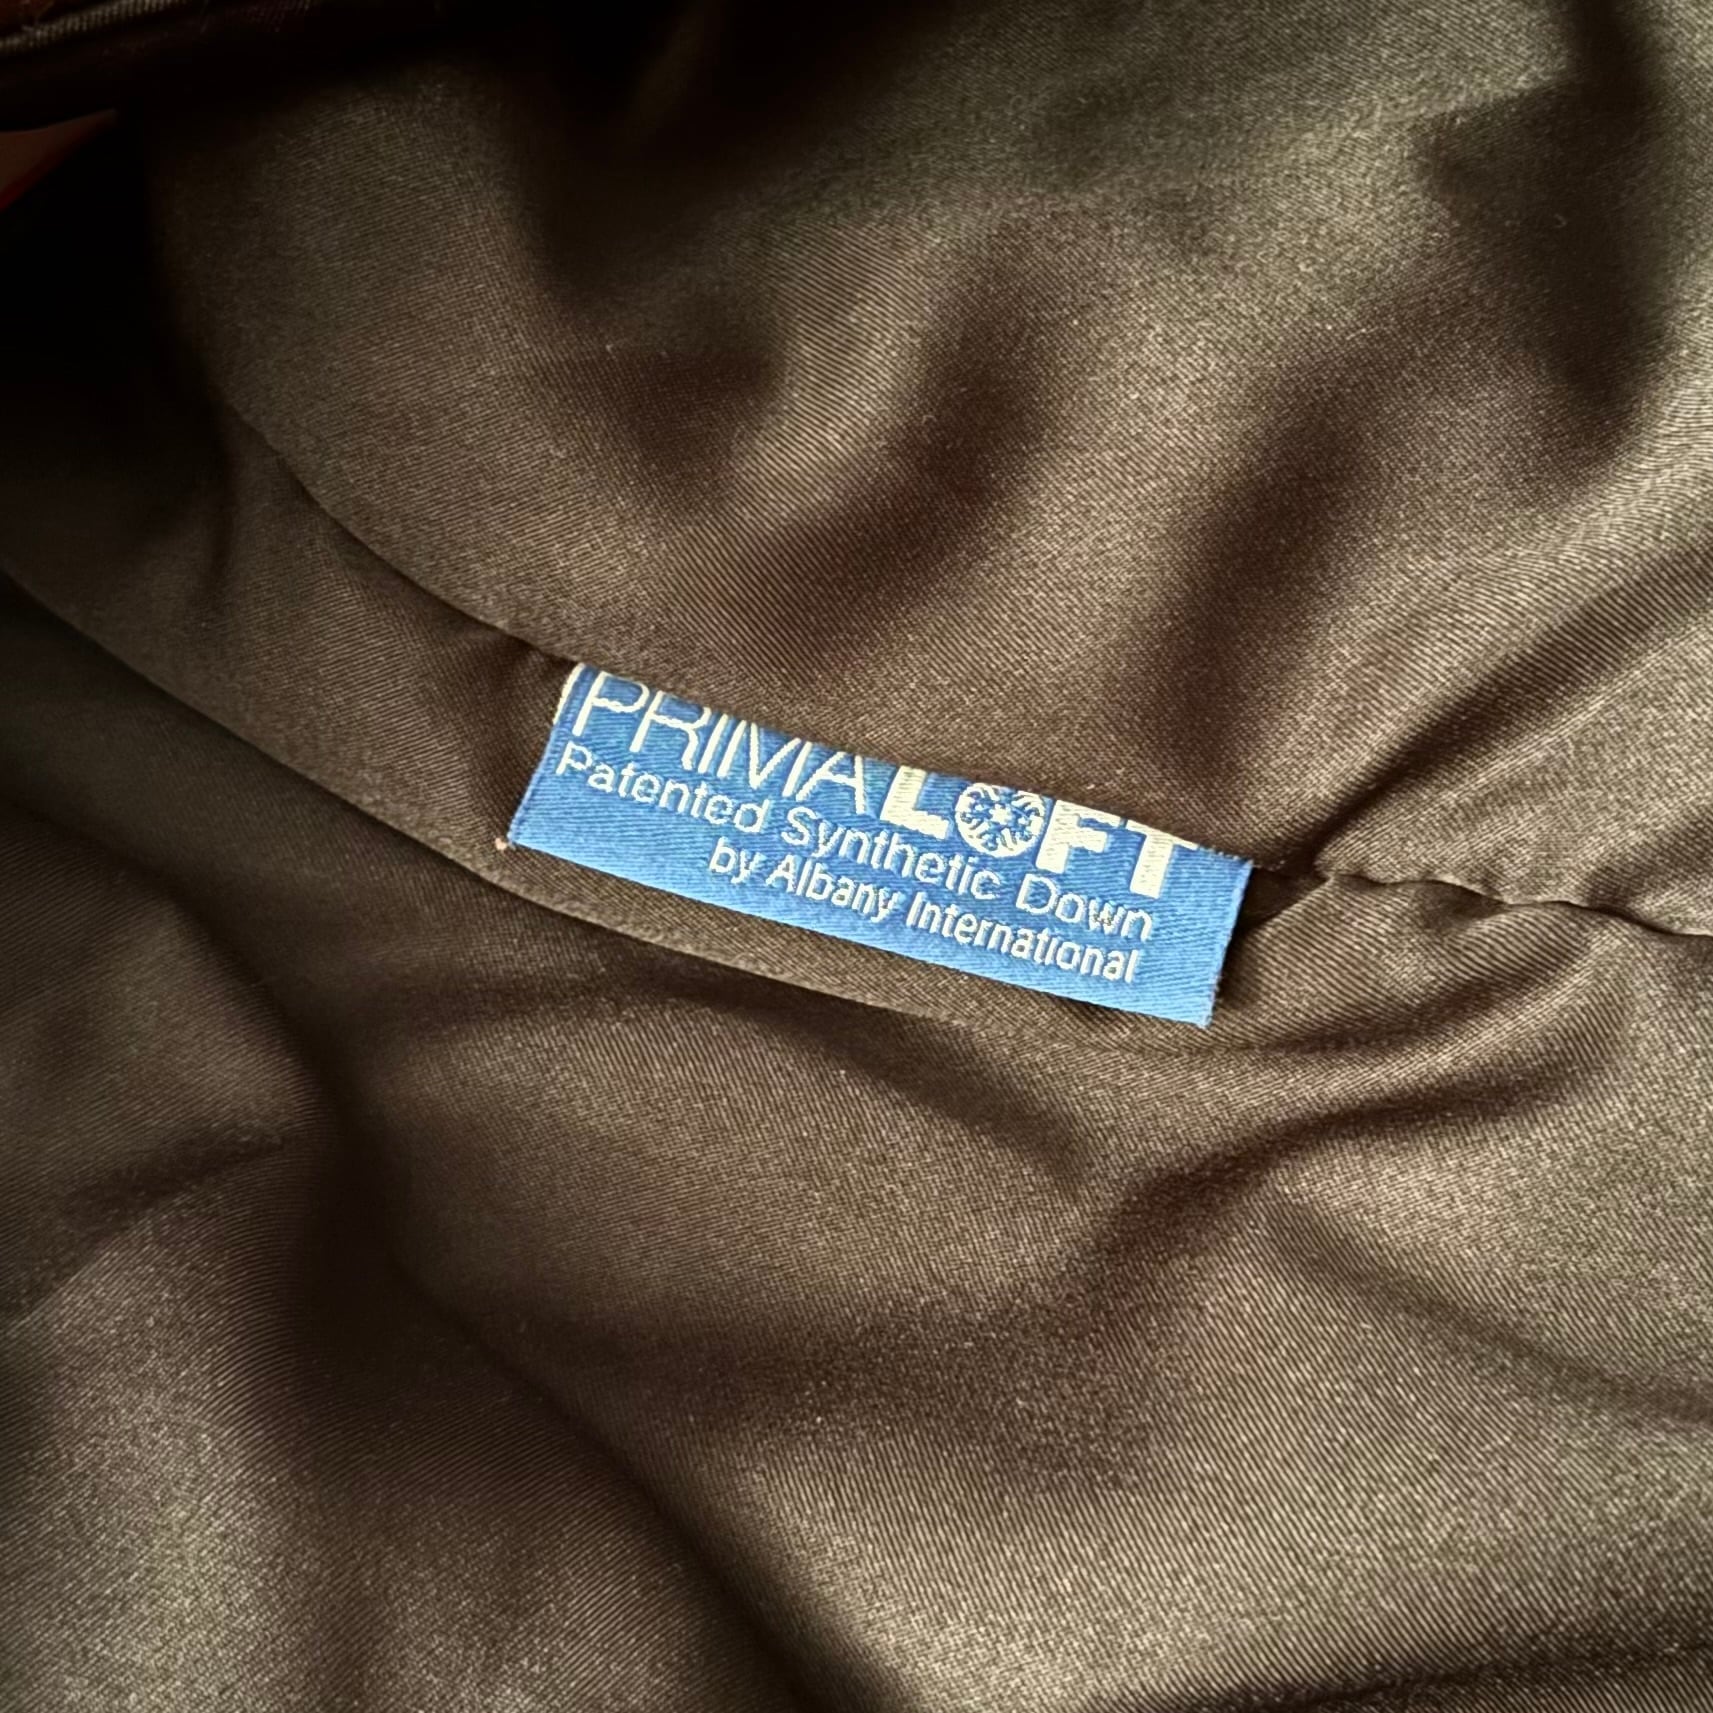 PRIMALOFT
Patented Synthetic Down
by Albany International